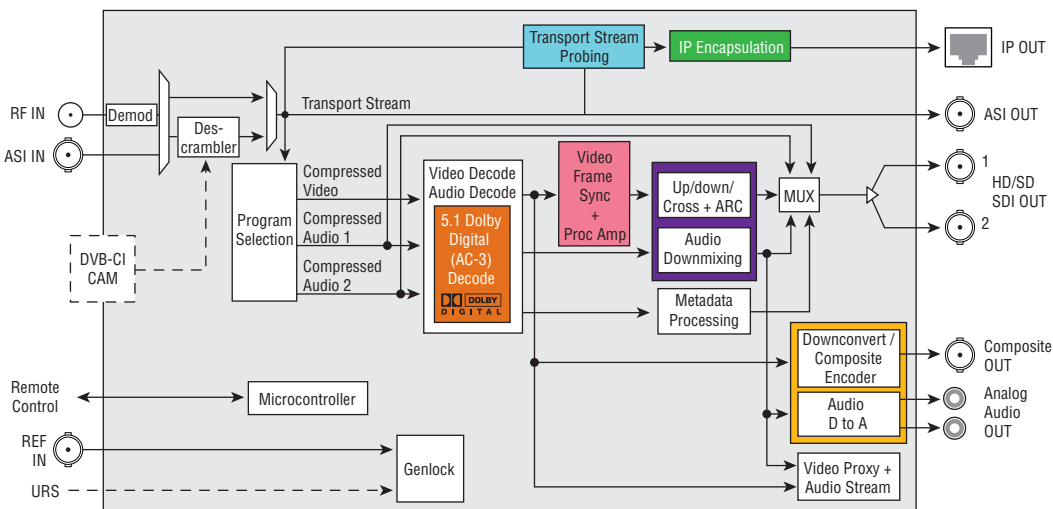 Transport Stream
Probing
IP Encapsulation
IP OUT
RF IN
Demod
Transport Stream
ASI OUT
ASI IN
Des-
crambler
Compressed
Video
Video Decode
Audio Decode
Video
Frame
Sync
+
Proc Amp
Up/down/
Cross + ARC
MUX
1
HD/SD
SDI OUT
2
Program
Selection
Compressed
Audio 1
5.1 Dolby
Digital
(AC-3)
Decode
DOLBY
DIGITAL
Audio
Downmixing
DVB-CI
CAM
Compressed
Audio 2
Metadata
Processing
Downconvert /
Composite
Encoder
Composite
OUT
Remote
Control
Microcontroller
Audio
D to A
Analog
Audio
OUT
REF
IN
Genlock
URS
Video Proxy +
Audio Stream